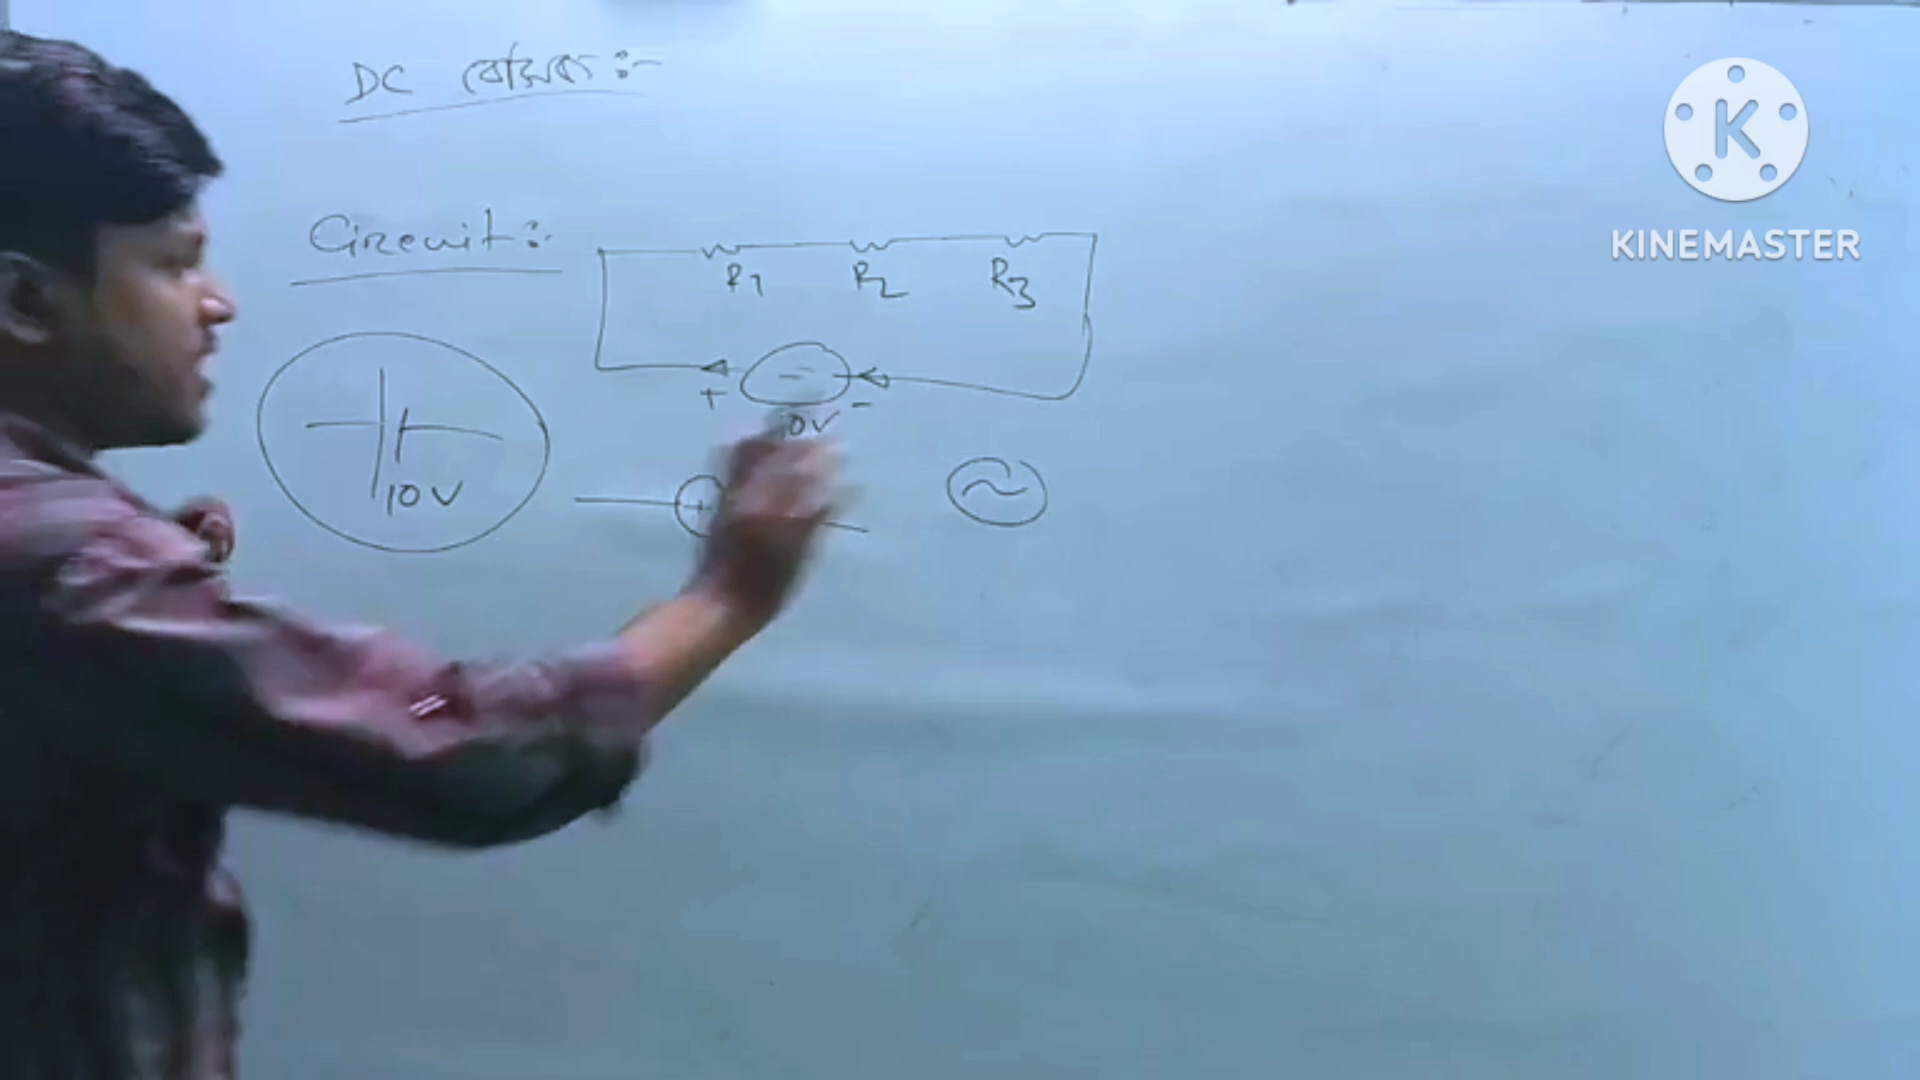 DC
Circuit :-
R1 R2 R3
+ -
10V
10V
+
K
KINEMASTER